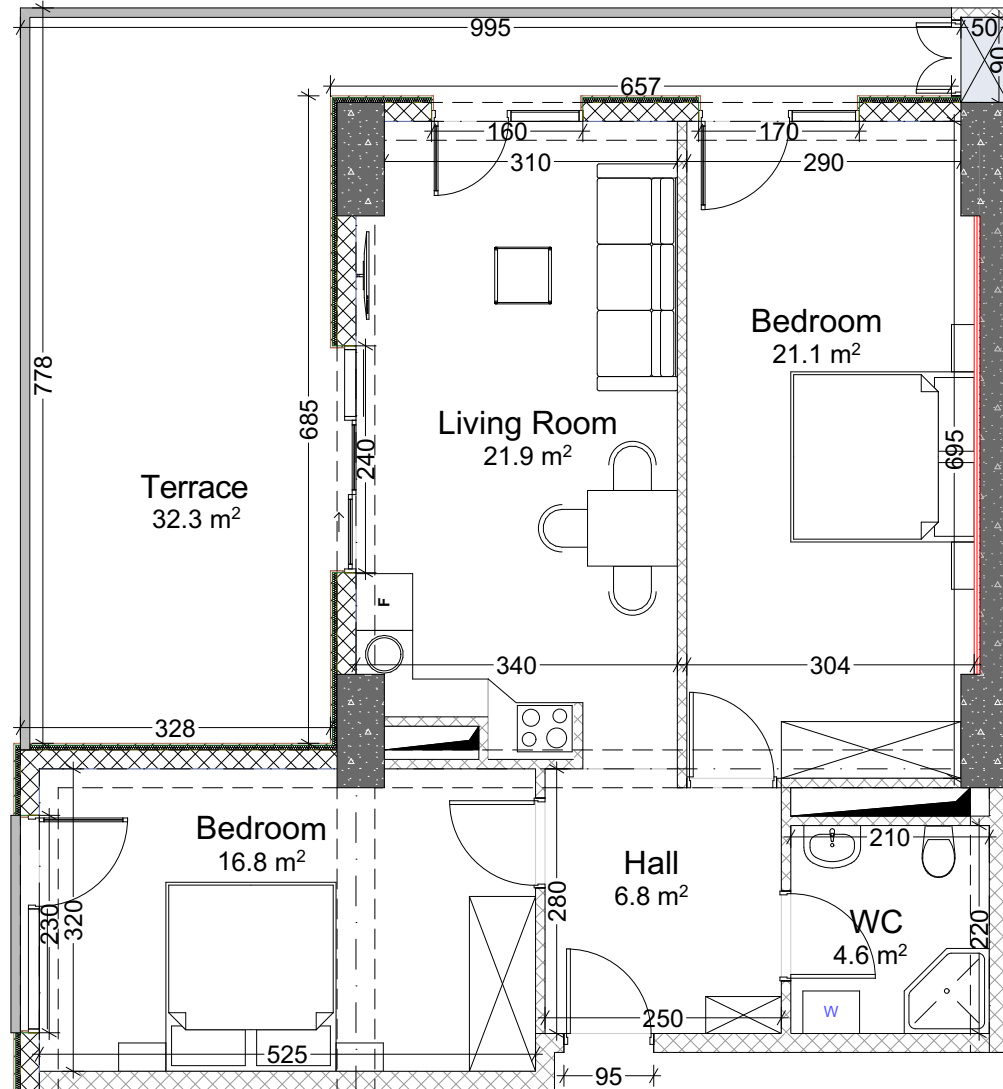 995
50
90
657
160
170
310
290
Bedroom
21.1 m²
778
685
Living Room
21.9 m²
240
695
Terrace
32.3 m²
F
340
304
328
Bedroom
16.8 m²
210
Hall
6.8 m²
280
230
320
WC
4.6 m²
220
W
250
525
95